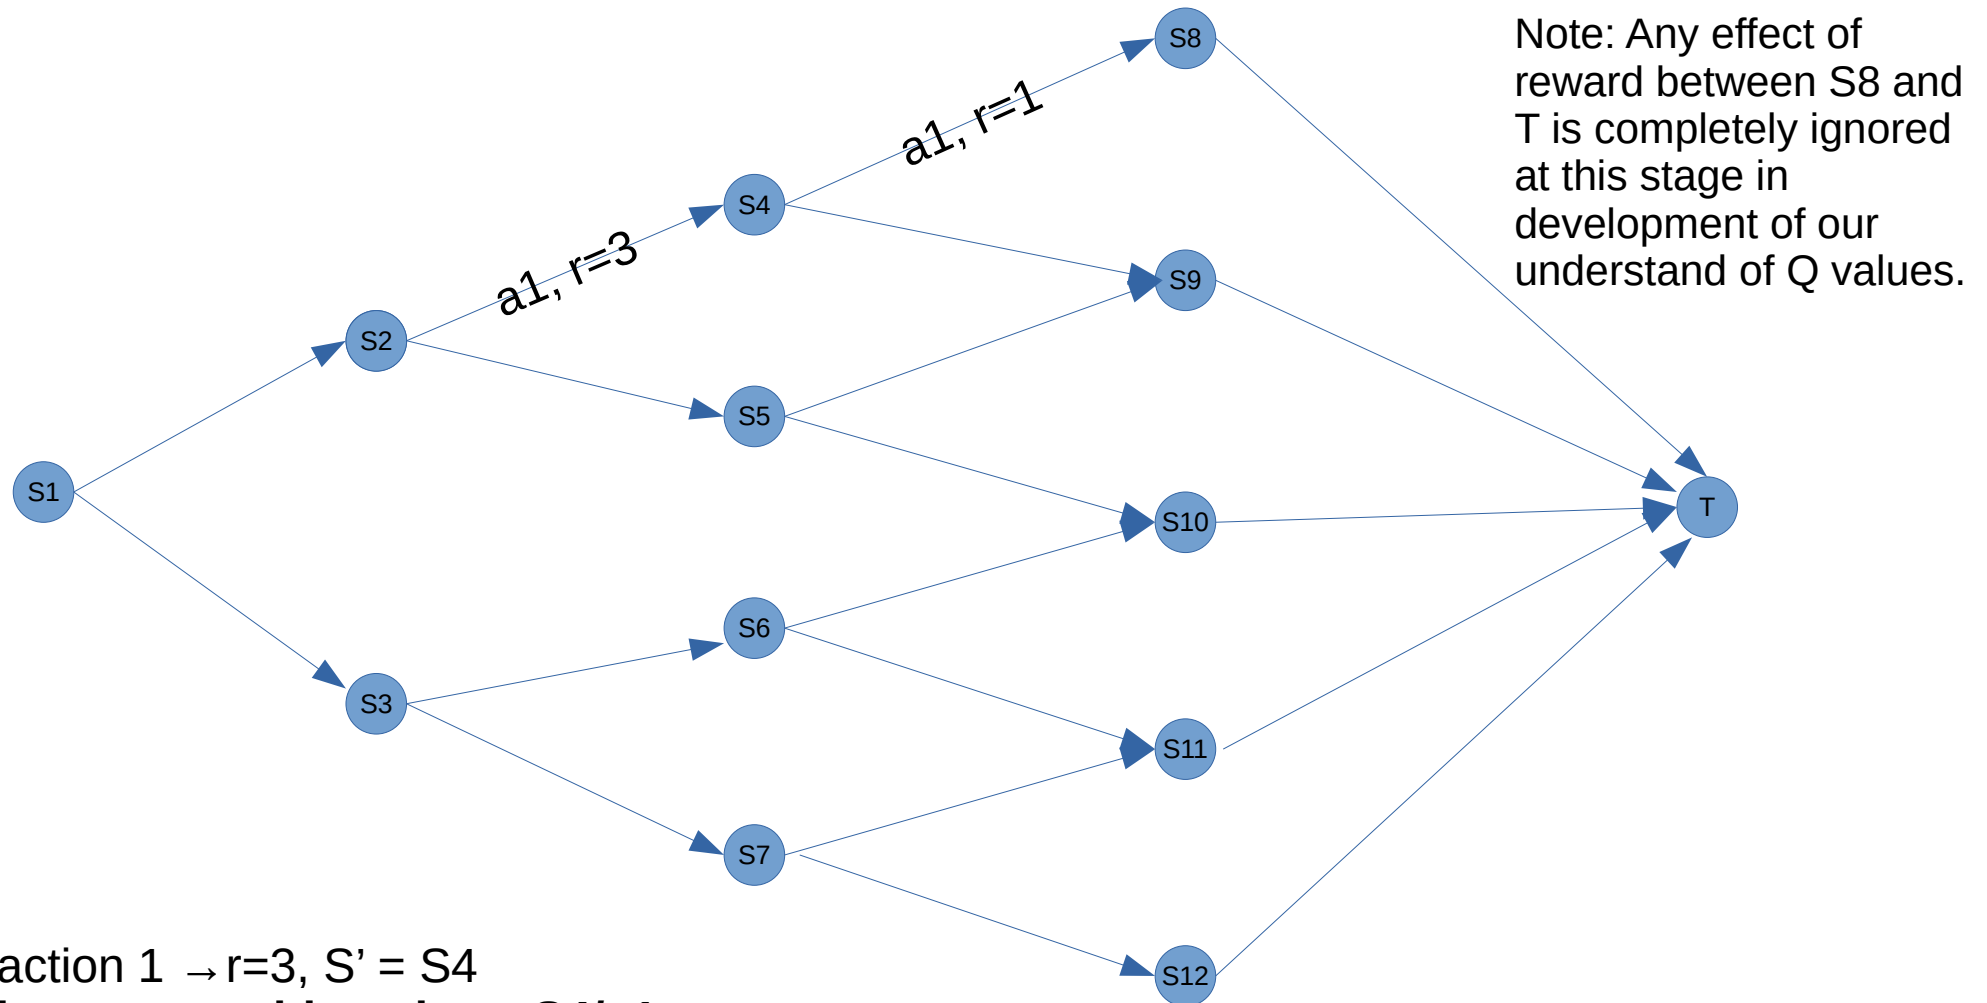 S8
Note: Any effect of
reward between S8 and
T is completely ignored
at this stage in
development of our
understand of Q values.
a1, r=1
S4
a1, r=3
S9
S2
S5
S1
T
S10
S6
S3
S11
S7
action 1 →r=3, S’ = S4
S12